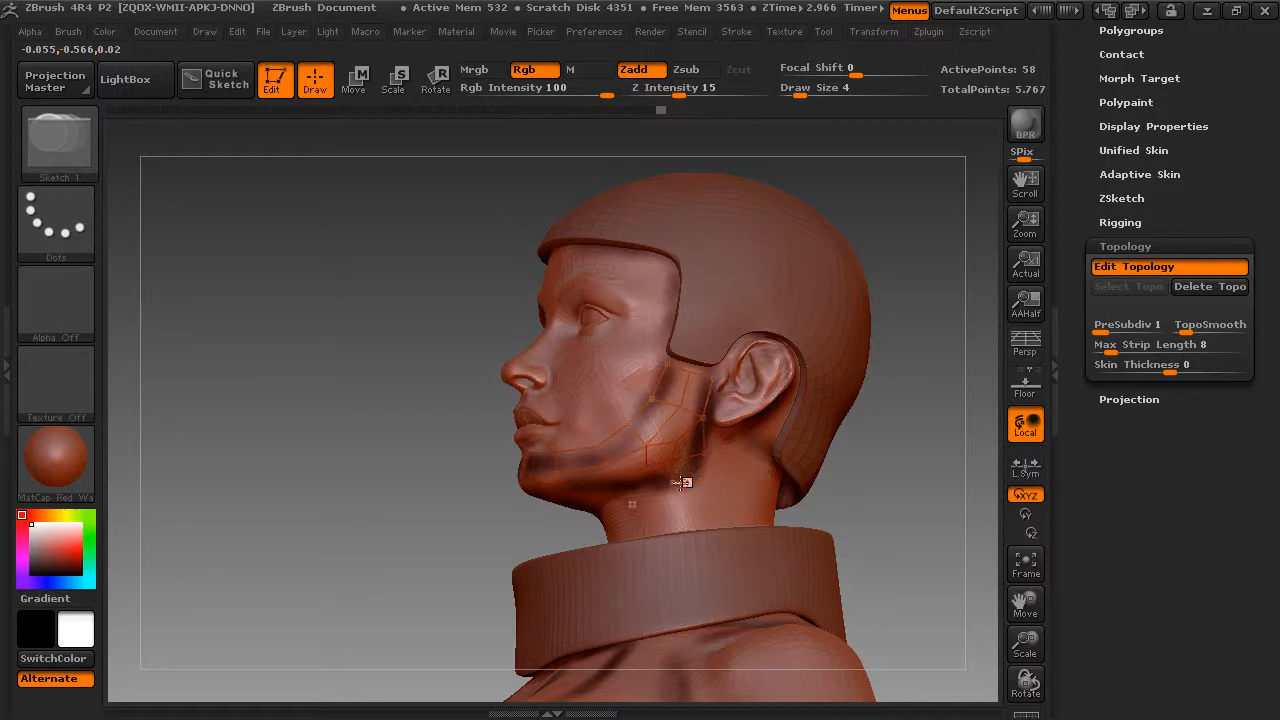 ZBrush 4R4 P2 [ZQOX-WMII-APKJ-DNNO] ZBrush Document • Active Mem 532 • Scratch Disk 4351 • Free Mem 3563 • ZTime▸2.966 Timer▸ Menus DefaultZScript
Alpha Brush Color Document Draw Edit File Layer Light Macro Marker Material Movie Picker Preferences Render Stencil Stroke Texture Tool Transform Zplugin Zscript
-0.055,-0.566,0.02
Projection Master
LightBox
Quick Sketch
Edit
Draw
Move
Scale
Rotate
Mrgb Rgb M Zadd Zsub Zcut
Rgb Intensity 100 Z Intensity 15
Focal Shift 0
Draw Size 4
ActivePoints: 58
TotalPoints: 5.767
Sketch 1
Dots
Alpha Off
Texture Off
MatCap Red Wa
Gradient
SwitchColor
Alternate
BPR
SPix
Scroll
Zoom
Actual
AAHalf
Persp
Floor
Local
L.Sym
XYZ
Y
Z
Frame
Move
Scale
Rotate
Polygroups
Contact
Morph Target
Polypaint
Display Properties
Unified Skin
Adaptive Skin
ZSketch
Rigging
Topology
Edit Topology
Select Topo Delete Topo
PreSubdiv 1 TopoSmooth
Max Strip Length 8
Skin Thickness 0
Projection